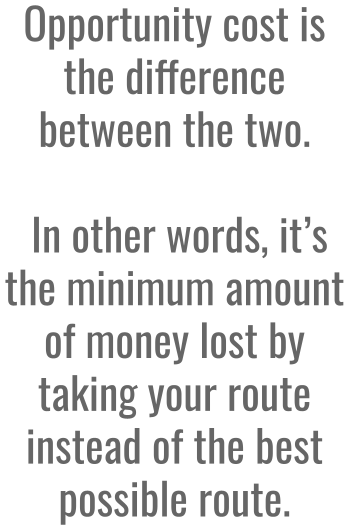 Opportunity cost is
the difference
between the two.
In other words, it’s
the minimum amount
of money lost by
taking your route
instead of the best
possible route.